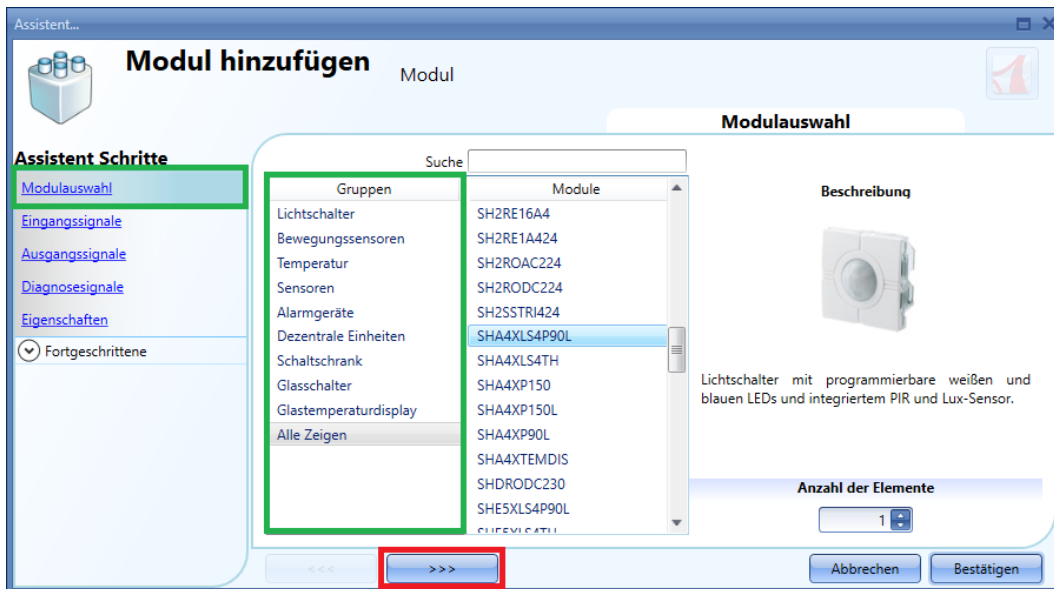 Assistent...
Modul hinzufügen
Modul
Modulauswahl
Assistent Schritte
Modulauswahl
Eingangssignale
Ausgangssignale
Diagnosesignale
Eigenschaften
Fortgeschrittene
Suche
Gruppen
Lichtschalter
Bewegungssensoren
Temperatur
Sensoren
Alarmgeräte
Dezentrale Einheiten
Schaltschrank
Glasschalter
Glastemperaturdisplay
Alle Zeigen
Module
SH2RE16A4
SH2RE1A424
SH2ROAC224
SH2RODC224
SH2SSTRI424
SHA4XLS4P90L
SHA4XLS4TH
SHA4XP150
SHA4XP150L
SHA4XP90L
SHA4XTEMDIS
SHDRODC230
SHE5XLS4P90L
SHE5XLS4TH
Beschreibung
Lichtschalter mit programmierbare weißen und
blauen LEDs und integriertem PIR und Lux-Sensor.
Anzahl der Elemente
1
<<<
>>>
Abbrechen
Bestätigen